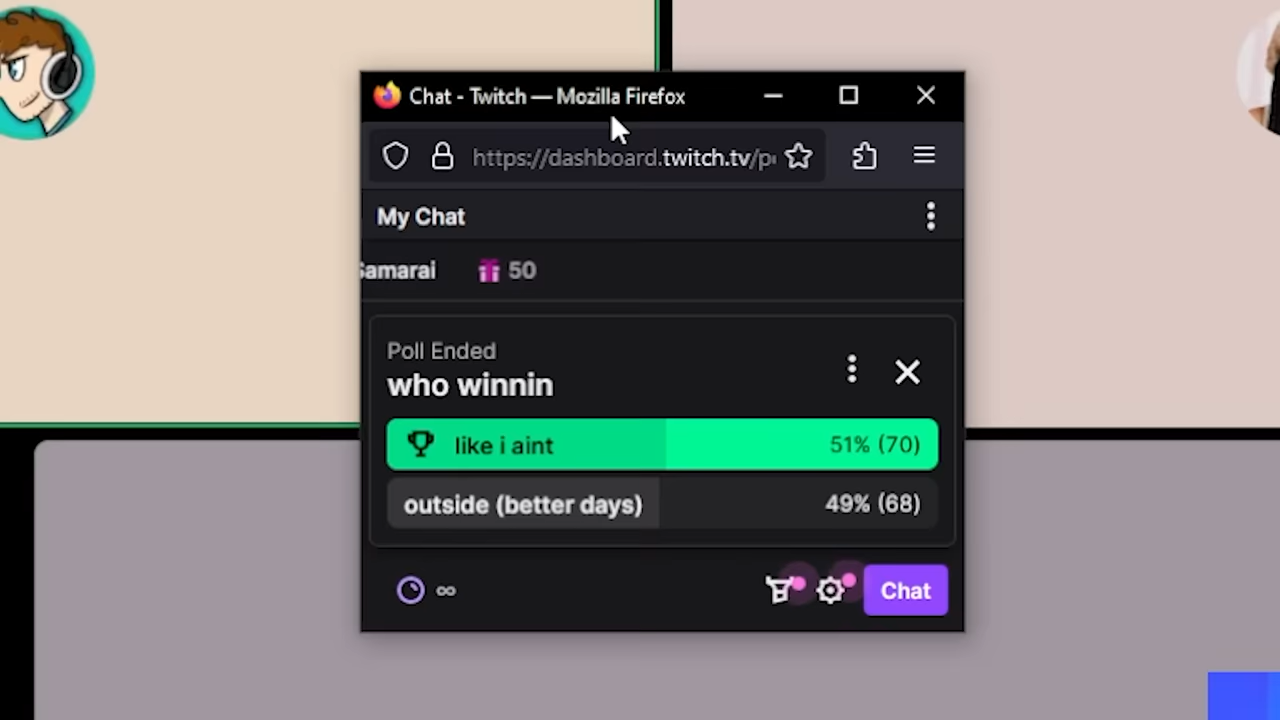 Chat - Twitch — Mozilla Firefox
https://dashboard.twitch.tv/p
My Chat
Samarai 50
Poll Ended
who winnin
like i aint 51% (70)
outside (better days) 49% (68)
∞ Chat